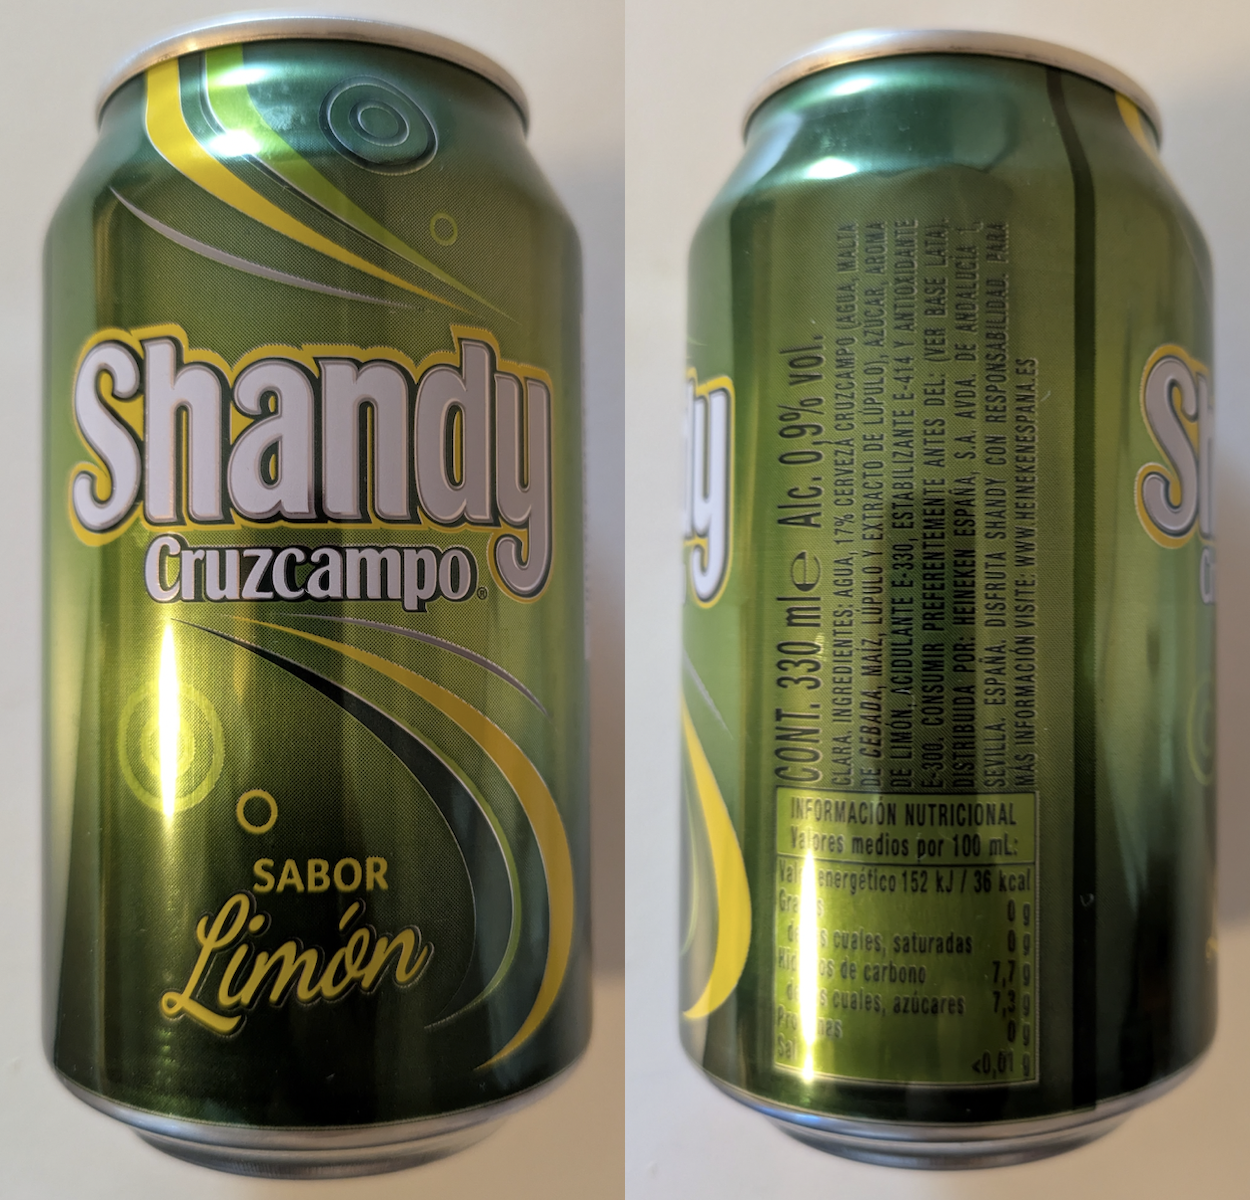 Shandy
Cruzcampo®
SABOR
Limón
CONT. 330 ml e Alc. 0,9% vol.
CLARA. INGREDIENTES: AGUA, 17% CERVEZA CRUZCAMPO (AGUA, MALTA
DE CEBADA, MAÍZ, LÚPULO Y EXTRACTO DE LÚPULO), AZÚCAR, AROMA
DE LIMÓN, ACIDULANTE E-330, ESTABILIZANTE E-414 Y ANTIOXIDANTE
E-300. CONSUMIR PREFERENTEMENTE ANTES DEL: (VER BASE LATA).
DISTRIBUIDA POR: HEINEKEN ESPAÑA, S.A. AVDA. DE ANDALUCÍA 1,
SEVILLA. ESPAÑA. DISFRUTA SHANDY CON RESPONSABILIDAD. PARA
MÁS INFORMACIÓN VISITE: WWW.HEINEKENESPANA.ES
INFORMACIÓN NUTRICIONAL
Valores medios por 100 mL:
Valor energético 152 kJ / 36 kcal
Grasas 0 g
de las cuales, saturadas 0 g
Hidratos de carbono 7,7 g
de los cuales, azúcares 7,3 g
Proteínas 0 g
Sal <0,01 g